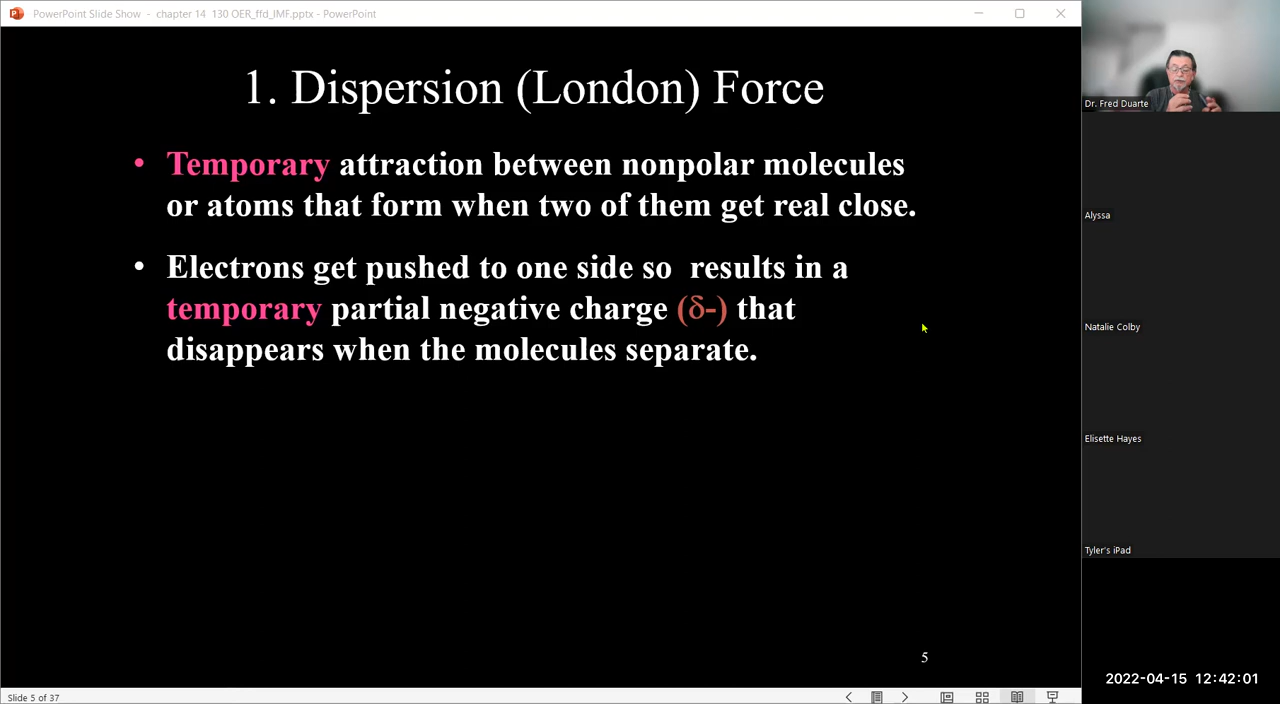 PowerPoint Slide Show - chapter 14 130 OER_ffd_IMF.pptx - PowerPoint
1. Dispersion (London) Force
• Temporary attraction between nonpolar molecules
or atoms that form when two of them get real close.
• Electrons get pushed to one side so results in a
temporary partial negative charge (δ-) that
disappears when the molecules separate.
5
Slide 5 of 37
Dr. Fred Duarte
Alyssa
Natalie Colby
Elisette Hayes
Tyler's iPad
2022-04-15 12:42:01